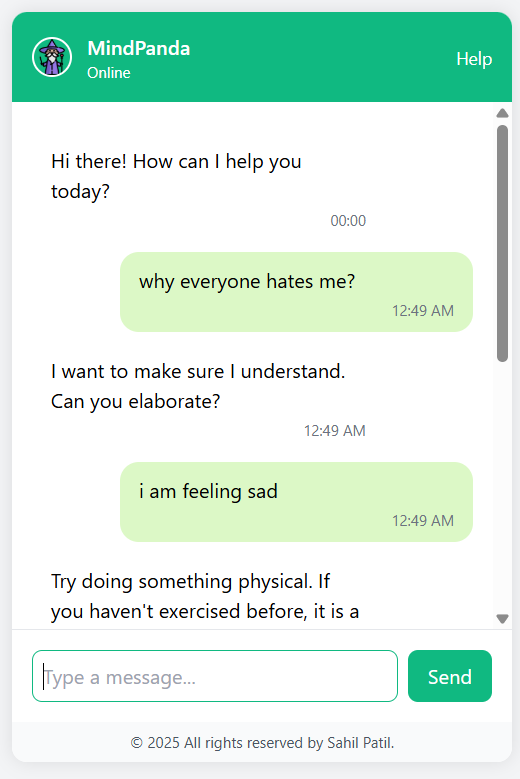 MindPanda
Online
Help
Hi there! How can I help you
today?
00:00
why everyone hates me?
12:49 AM
I want to make sure I understand.
Can you elaborate?
12:49 AM
i am feeling sad
12:49 AM
Try doing something physical. If
you haven't exercised before, it is a
Type a message...
Send
© 2025 All rights reserved by Sahil Patil.